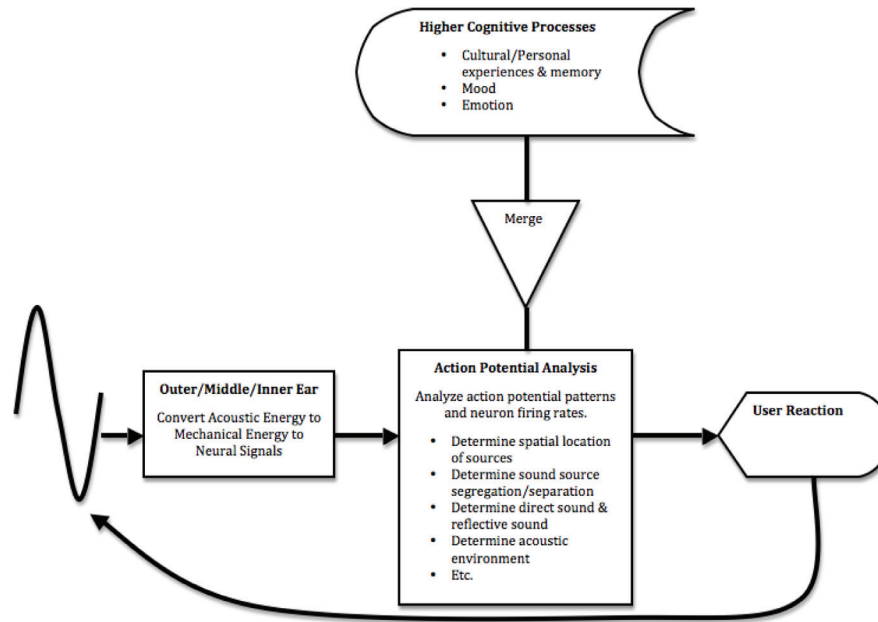 Higher Cognitive Processes
• Cultural/Personal
experiences & memory
• Mood
• Emotion
Merge
Outer/Middle/Inner Ear
Convert Acoustic Energy to
Mechanical Energy to
Neural Signals
Action Potential Analysis
Analyze action potential patterns
and neuron firing rates.
• Determine spatial location
of sources
• Determine sound source
segregation/separation
• Determine direct sound &
reflective sound
• Determine acoustic
environment
• Etc.
User Reaction